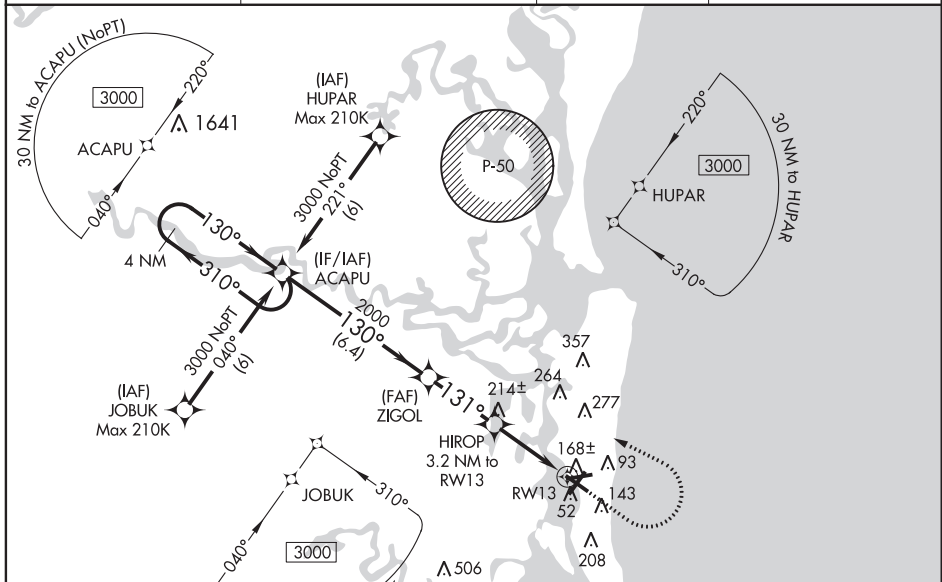 30 NM to ACAPU (NoPT)
3000
220°
1641
ACAPU
040°
(IAF)
HUPAR
Max 210K
3000 NoPT
221°
(6)
P-50
220°
3000
HUPAR
310°
30 NM to HUPAR
130°
4 NM
310°
(IF/IAF)
ACAPU
2000
130°
(6.4)
3000 NoPT
040°
(6)
(IAF)
JOBUK
Max 210K
(FAF)
ZIGOL
131°
357
264
214±
277
HIROP
3.2 NM to
RW13
168±
93
RW13
52
143
208
JOBUK
310°
040°
3000
506